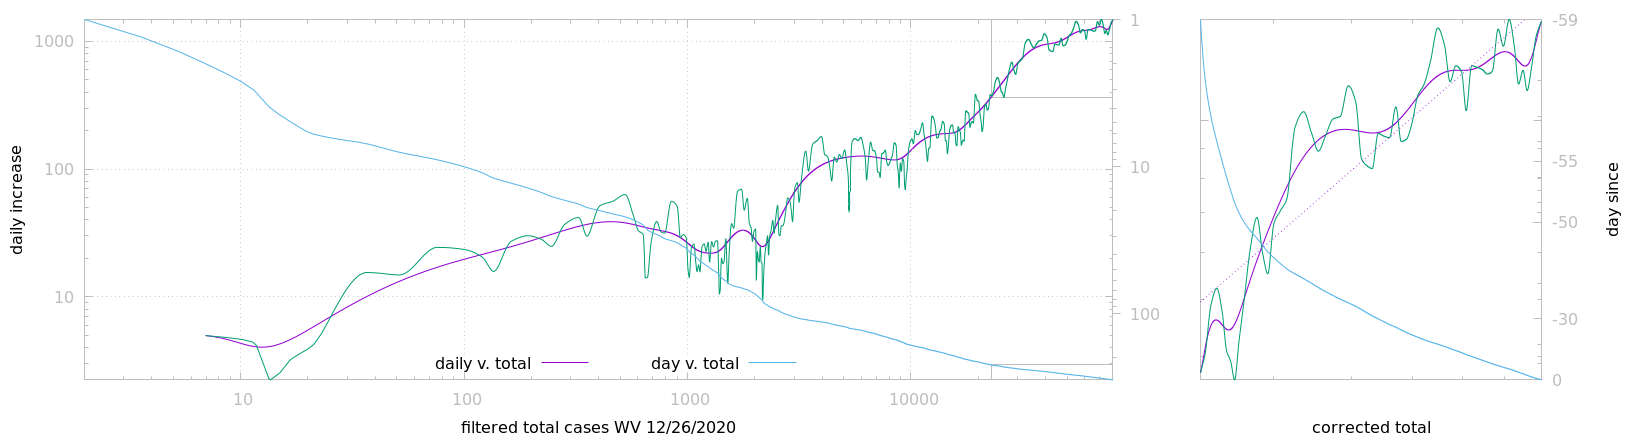 1000
100
10
daily increase
10
100
1000
10000
filtered total cases WV 12/26/2020
daily v. total
day v. total
1
10
100
-59
-55
-50
-30
0
day since
corrected total